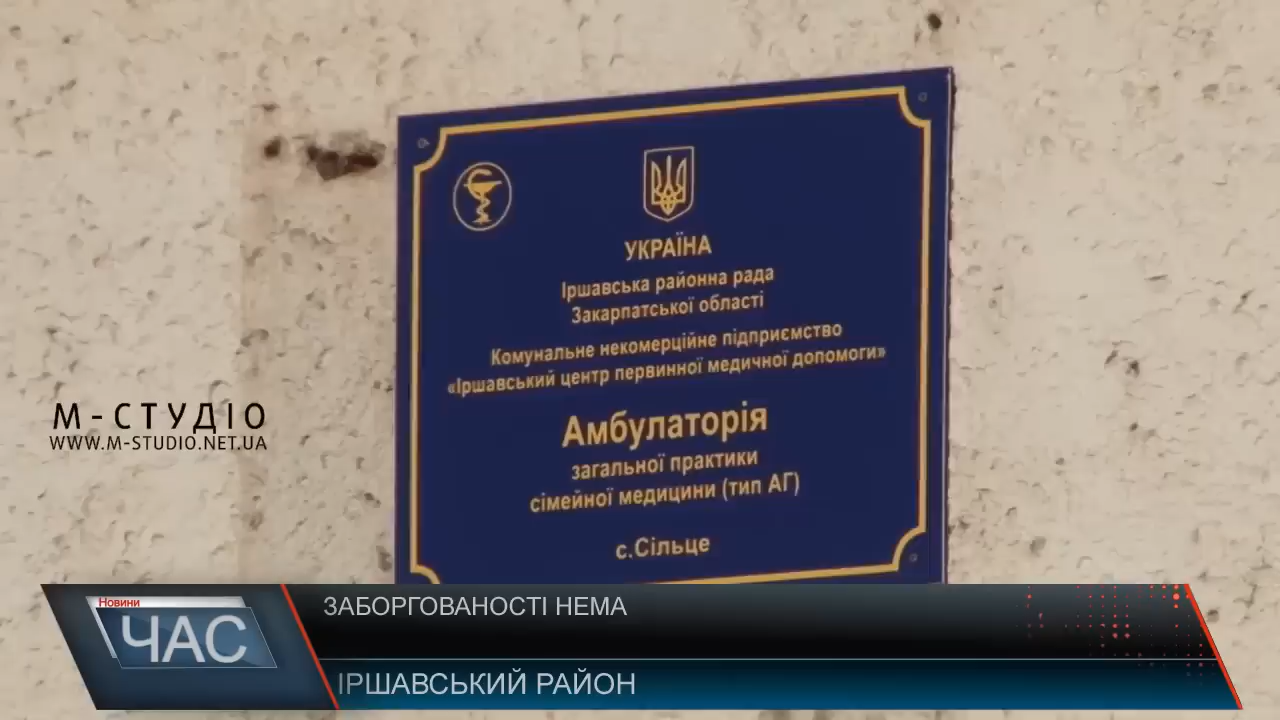 УКРАЇНА
Іршавська районна рада
Закарпатської області
Комунальне некомерційне підприємство
«Іршавський центр первинної медичної допомоги»
Амбулаторія
загальної практики
сімейної медицини (тип АГ)
с.Сільце
М-СТУДІО
WWW.M-STUDIO.NET.UA
Новини
ЧАС
ЗАБОРГОВАНОСТІ НЕМА
ІРШАВСЬКИЙ РАЙОН